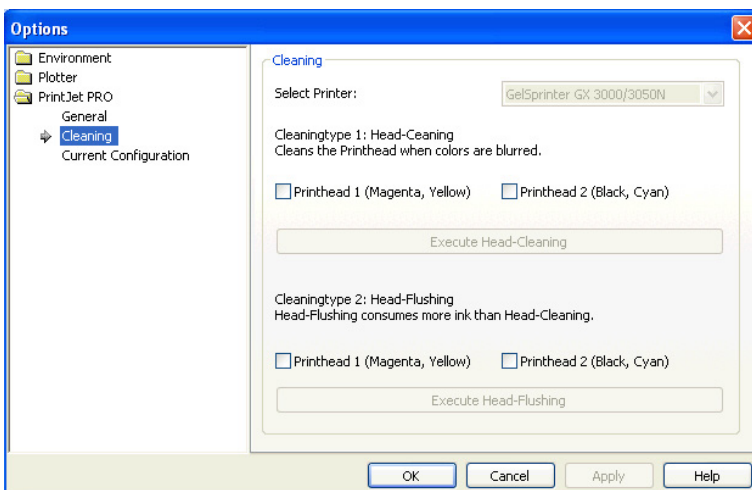 Options
Environment
Plotter
PrintJet PRO
General
Cleaning
Current Configuration
Cleaning
Select Printer: GelSprinter GX 3000/3050N
Cleaningtype 1: Head-Ceaning
Cleans the Printhead when colors are blurred.
Printhead 1 (Magenta, Yellow) Printhead 2 (Black, Cyan)
Execute Head-Cleaning
Cleaningtype 2: Head-Flushing
Head-Flushing consumes more ink than Head-Cleaning.
Printhead 1 (Magenta, Yellow) Printhead 2 (Black, Cyan)
Execute Head-Flushing
OK Cancel Apply Help